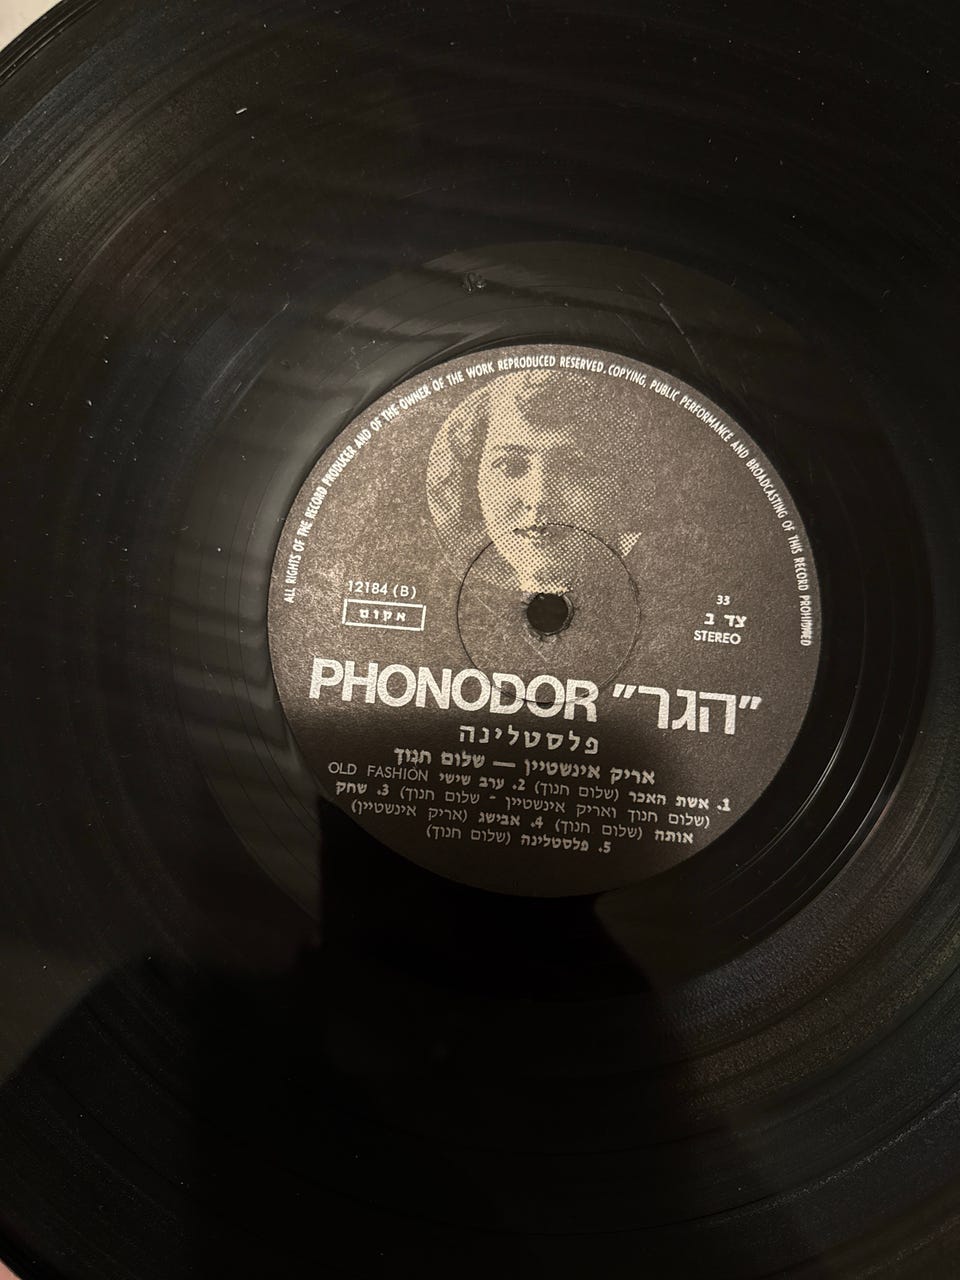 ALL RIGHTS OF THE RECORD PRODUCER AND OF THE OWNER OF THE WORK REPRODUCED RESERVED. COPYING, PUBLIC PERFORMANCE AND BROADCASTING OF THIS RECORD PROHIBITED
12184 (B)
אקום
33
צד ב
STEREO
PHONODOR "הגר"
פלסטלינה
אריק אינשטיין — שלום חנוך
1. אשת האכר (שלום חנוך) 2. ערב שישי OLD FASHION
(שלום חנוך ואריק אינשטיין - שלום חנוך) 3. שחק
אותה (שלום חנוך) 4. אבישג (אריק אינשטיין)
5. פלסטלינה (שלום חנוך)